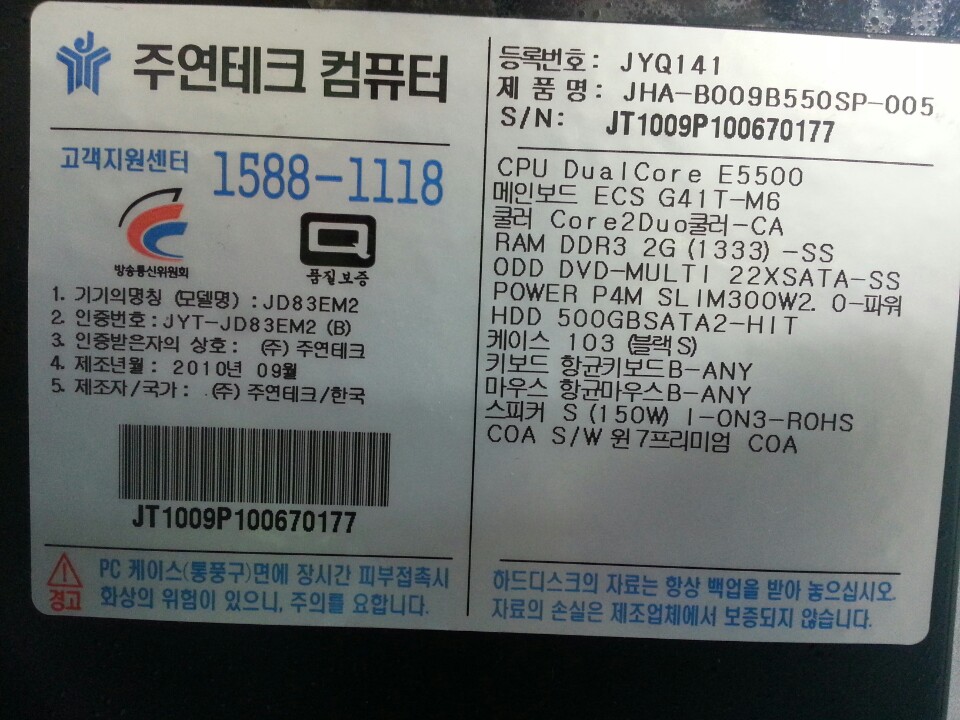 주연테크 컴퓨터
고객지원센터 1588-1118
방송통신위원회
Q
품질보증
1. 기기의명칭 (모델명) : JD83EM2
2. 인증번호 : JYT-JD83EM2 (B)
3. 인증받은자의 상호 : (주) 주연테크
4. 제조년월 : 2010년 09월
5. 제조자/국가 : (주) 주연테크/한국
JT1009P100670177
경고
PC 케이스(통풍구)면에 장시간 피부접촉시
화상의 위험이 있으니, 주의를 요합니다.
등록번호: JYQ141
제 품 명: JHA-B009B550SP-005
S/N: JT1009P100670177
CPU DualCore E5500
메인보드 ECS G41T-M6
쿨러 Core2Duo쿨러-CA
RAM DDR3 2G (1333) -SS
ODD DVD-MULTI 22XSATA-SS
POWER P4M SLIM300W2. 0-파워
HDD 500GBSATA2-HIT
케이스 103 (블랙S)
키보드 항균키보드B-ANY
마우스 항균마우스B-ANY
스피커 S (150W) I-ON3-ROHS
COA S/W 윈7프리미엄 COA
하드디스크의 자료는 항상 백업을 받아 놓으십시오.
자료의 손실은 제조업체에서 보증되지 않습니다.